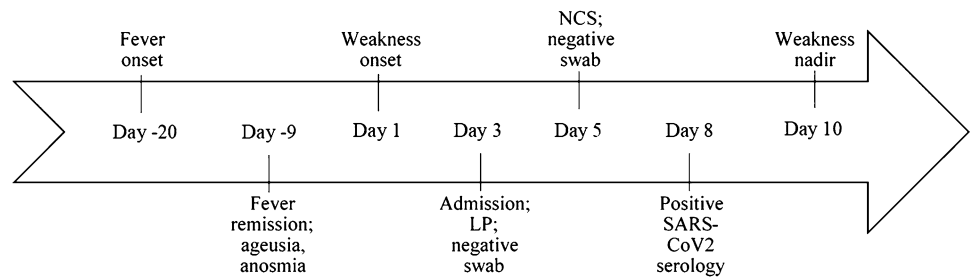 Fever
onset
Weakness
onset
NCS;
negative
swab
Weakness
nadir
Day -20
Day -9
Day 1
Day 3
Day 5
Day 8
Day 10
Fever
remission;
ageusia,
anosmia
Admission;
LP;
negative
swab
Positive
SARS-
CoV2
serology